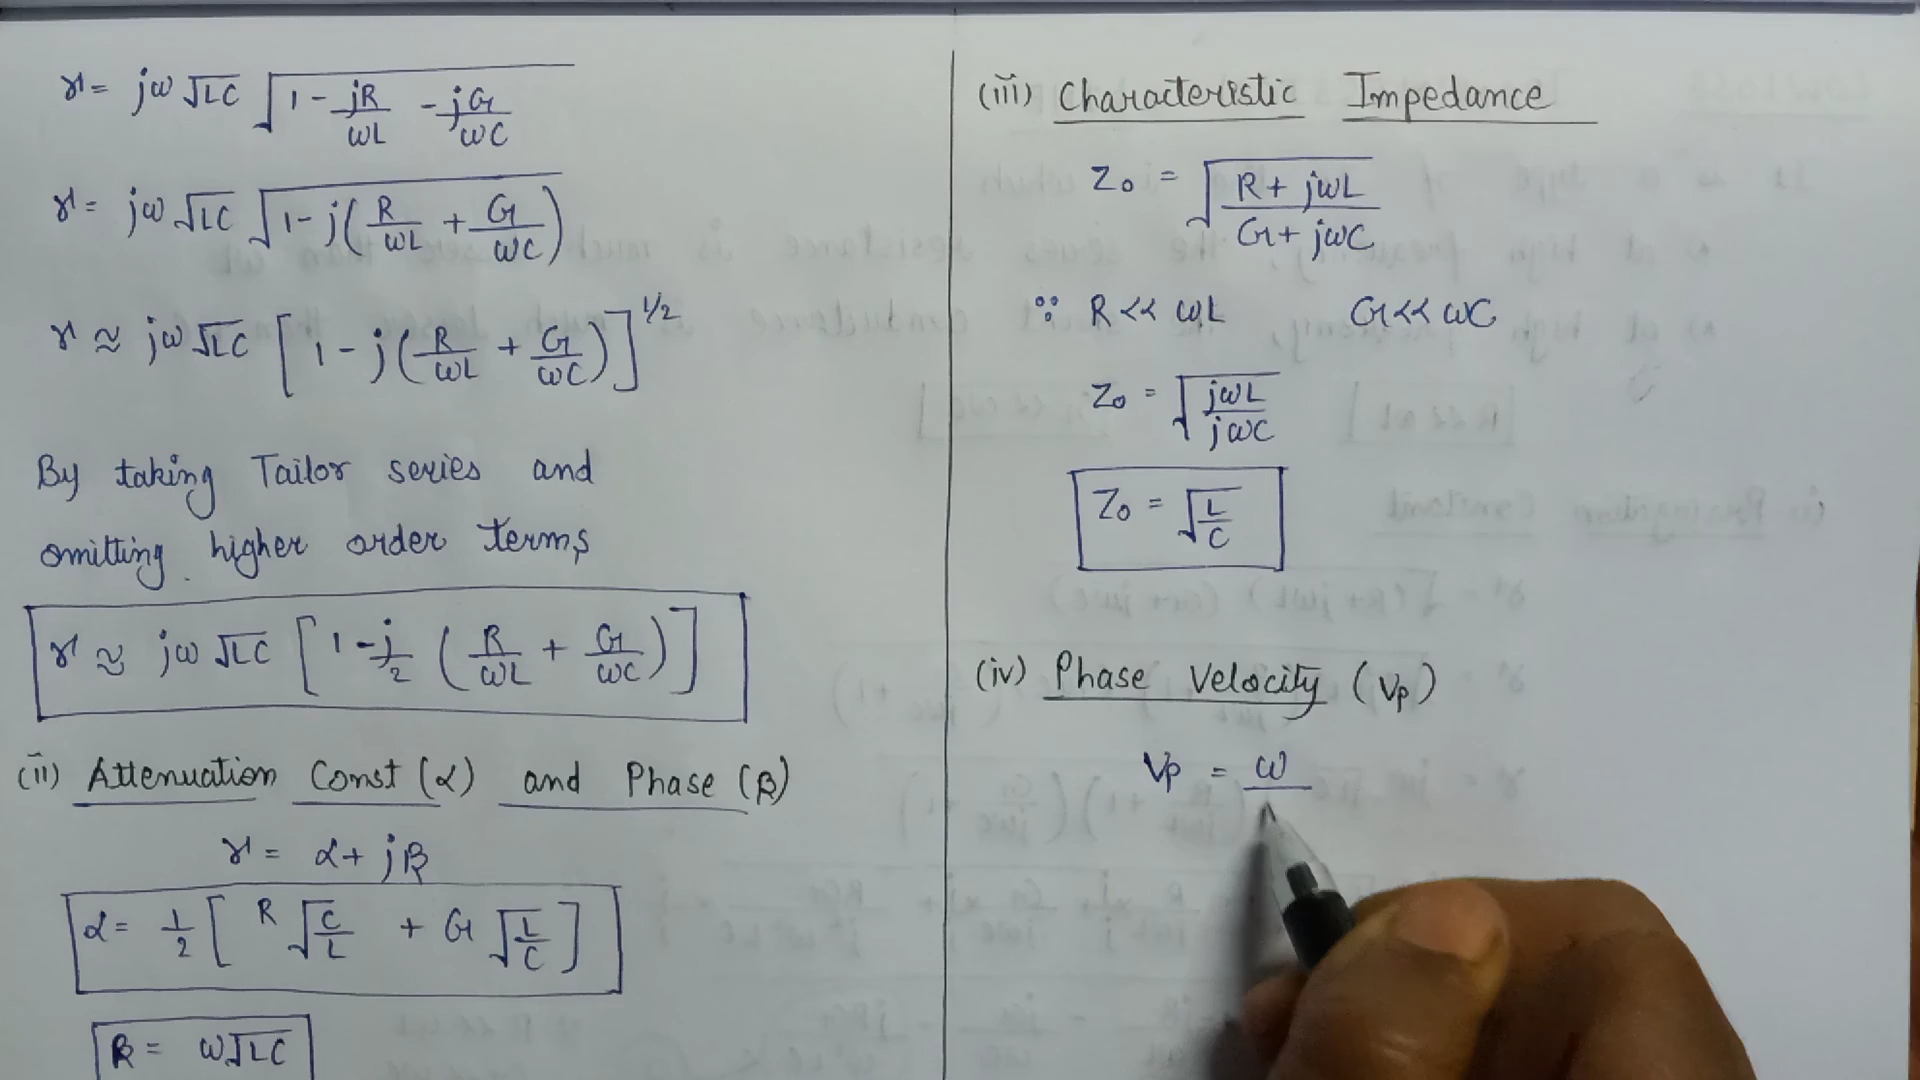 γ = jω √LC √(1 - jR/ωL - jG/ωC)
γ = jω √LC √(1 - j(R/ωL + G/ωC))
γ ≈ jω √LC [1 - j(R/ωL + G/ωC)]^1/2
By taking Tailor series and
omitting higher order terms
γ ≈ jω √LC [1 - j/2 (R/ωL + G/ωC)]
(ii) Attenuation Const (α) and Phase (β)
γ = α + jβ
α = 1/2 [R √(C/L) + G √(L/C)]
β = ω√LC
(iii) Characteristic Impedance
Zo = √((R + jωL)/(G + jωC))
∵ R << ωL G << ωC
Zo = √(jωL/jωC)
Zo = √(L/C)
(iv) Phase Velocity (Vp)
Vp = ω/